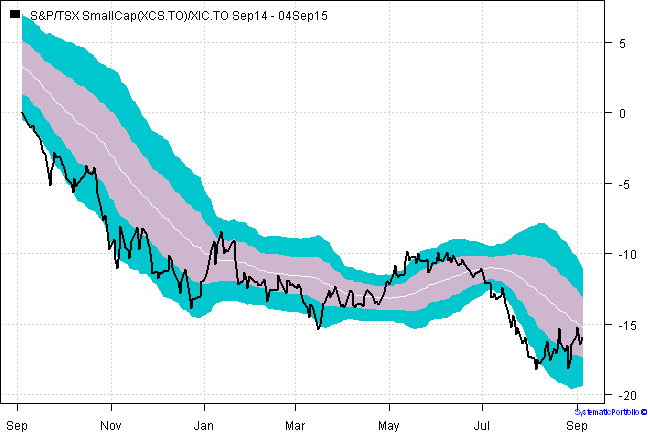 S&P/TSX SmallCap(XCS.TO)/XIC.TO Sep14 - 04Sep15
5
0
-5
-10
-15
-20
SystematicPortfolio ©
Sep Nov Jan Mar May Jul Sep